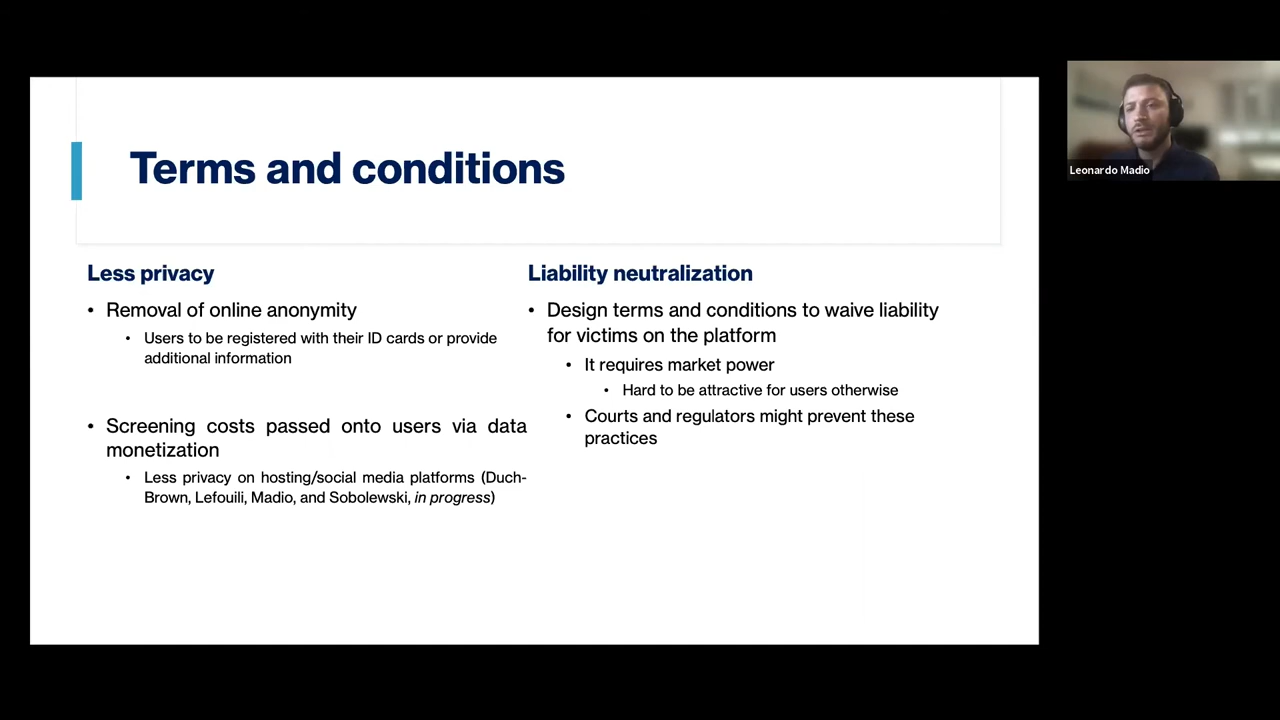 Terms and conditions
Less privacy
• Removal of online anonymity
• Users to be registered with their ID cards or provide
additional information
• Screening costs passed onto users via data
monetization
• Less privacy on hosting/social media platforms (Duch-
Brown, Lefouili, Madio, and Sobolewski, in progress)
Liability neutralization
• Design terms and conditions to waive liability
for victims on the platform
• It requires market power
• Hard to be attractive for users otherwise
• Courts and regulators might prevent these
practices
Leonardo Madio